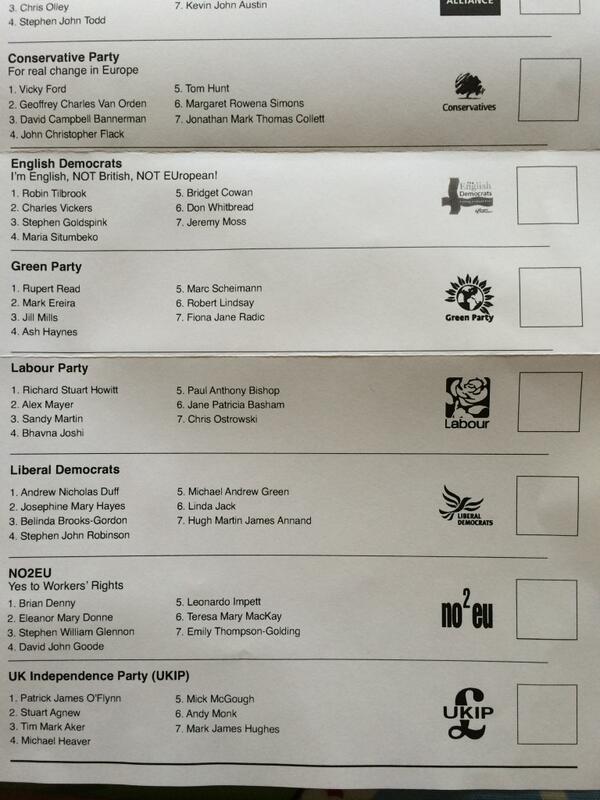 3. Chris Olley
4. Stephen John Todd
7. Kevin John Austin
ALLIANCE
Conservative Party
For real change in Europe
1. Vicky Ford
2. Geoffrey Charles Van Orden
3. David Campbell Bannerman
4. John Christopher Flack
5. Tom Hunt
6. Margaret Rowena Simons
7. Jonathan Mark Thomas Collett
Conservatives
English Democrats
I'm English, NOT British, NOT EUropean!
1. Robin Tilbrook
2. Charles Vickers
3. Stephen Goldspink
4. Maria Situmbeko
5. Bridget Cowan
6. Don Whitbread
7. Jeremy Moss
The
English
Democrats
Green Party
1. Rupert Read
2. Mark Ereira
3. Jill Mills
4. Ash Haynes
5. Marc Scheimann
6. Robert Lindsay
7. Fiona Jane Radic
Green Party
Labour Party
1. Richard Stuart Howitt
2. Alex Mayer
3. Sandy Martin
4. Bhavna Joshi
5. Paul Anthony Bishop
6. Jane Patricia Basham
7. Chris Ostrowski
Labour
Liberal Democrats
1. Andrew Nicholas Duff
2. Josephine Mary Hayes
3. Belinda Brooks-Gordon
4. Stephen John Robinson
5. Michael Andrew Green
6. Linda Jack
7. Hugh Martin James Annand
LIBERAL
DEMOCRATS
NO2EU
Yes to Workers' Rights
1. Brian Denny
2. Eleanor Mary Donne
3. Stephen William Glennon
4. David John Goode
5. Leonardo Impett
6. Teresa Mary MacKay
7. Emily Thompson-Golding
no2eu
UK Independence Party (UKIP)
1. Patrick James O'Flynn
2. Stuart Agnew
3. Tim Mark Aker
4. Michael Heaver
5. Mick McGough
6. Andy Monk
7. Mark James Hughes
£
UKIP